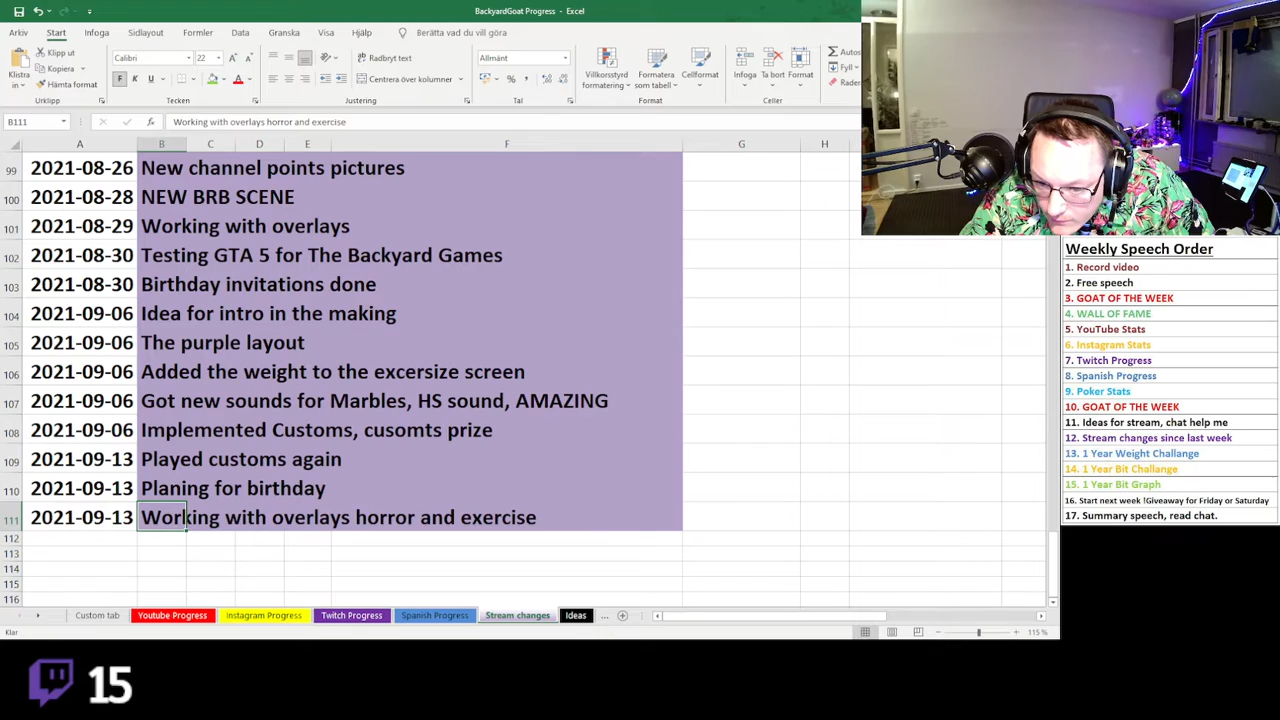 BackyardGoat Progress - Excel
Arkiv Start Infoga Sidlayout Formler Data Granska Visa Hjälp Berätta vad du vill göra
Klistra in
Klipp ut
Kopiera
Hämta format
Urklipp
Calibri 22
F K U
Tecken
Radbryt text
Centrera över kolumner
Justering
Allmänt
Tal
Villkorsstyrd formatering
Formatera som tabell
Cellformat
Format
Infoga Ta bort Format
Celler
Autos
Fyll
Rader
B111 fx Working with overlays horror and exercise
A B C D E F G H
99 2021-08-26 New channel points pictures
100 2021-08-28 NEW BRB SCENE
101 2021-08-29 Working with overlays
102 2021-08-30 Testing GTA 5 for The Backyard Games
103 2021-08-30 Birthday invitations done
104 2021-09-06 Idea for intro in the making
105 2021-09-06 The purple layout
106 2021-09-06 Added the weight to the excersize screen
107 2021-09-06 Got new sounds for Marbles, HS sound, AMAZING
108 2021-09-06 Implemented Customs, cusomts prize
109 2021-09-13 Played customs again
110 2021-09-13 Planing for birthday
111 2021-09-13 Working with overlays horror and exercise
112
113
114
115
116
Custom tab Youtube Progress Instagram Progress Twitch Progress Spanish Progress Stream changes Ideas ...
Klar
115 %
Weekly Speech Order
1. Record video
2. Free speech
3. GOAT OF THE WEEK
4. WALL OF FAME
5. YouTube Stats
6. Instagram Stats
7. Twitch Progress
8. Spanish Progress
9. Poker Stats
10. GOAT OF THE WEEK
11. Ideas for stream, chat help me
12. Stream changes since last week
13. 1 Year Weight Challange
14. 1 Year Bit Challange
15. 1 Year Bit Graph
16. Start next week !Giveaway for Friday or Saturday
17. Summary speech, read chat.
15